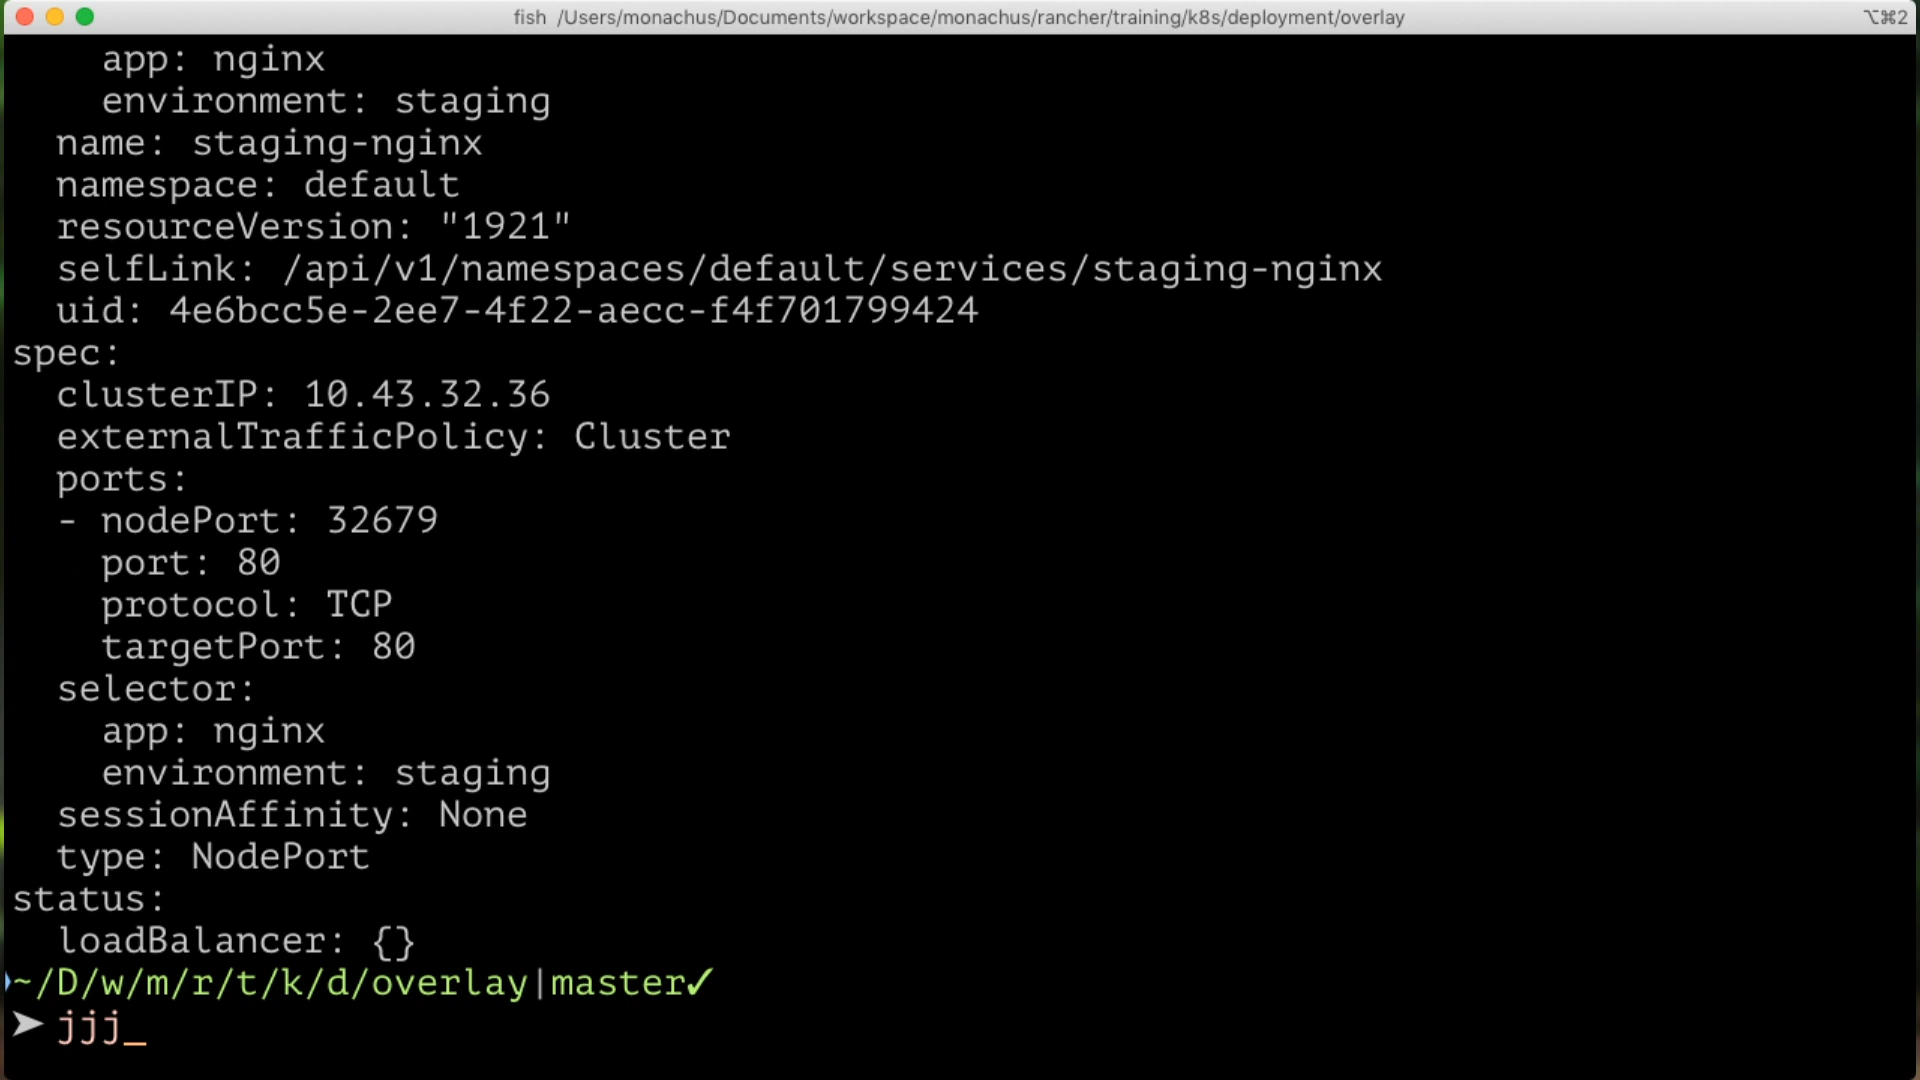 fish /Users/monachus/Documents/workspace/monachus/rancher/training/k8s/deployment/overlay
⌥⌘2
    app: nginx
    environment: staging
  name: staging-nginx
  namespace: default
  resourceVersion: "1921"
  selfLink: /api/v1/namespaces/default/services/staging-nginx
  uid: 4e6bcc5e-2ee7-4f22-aecc-f4f701799424
spec:
  clusterIP: 10.43.32.36
  externalTrafficPolicy: Cluster
  ports:
  - nodePort: 32679
    port: 80
    protocol: TCP
    targetPort: 80
  selector:
    app: nginx
    environment: staging
  sessionAffinity: None
  type: NodePort
status:
  loadBalancer: {}
~/D/w/m/r/t/k/d/overlay|master✓
➤ jjj_